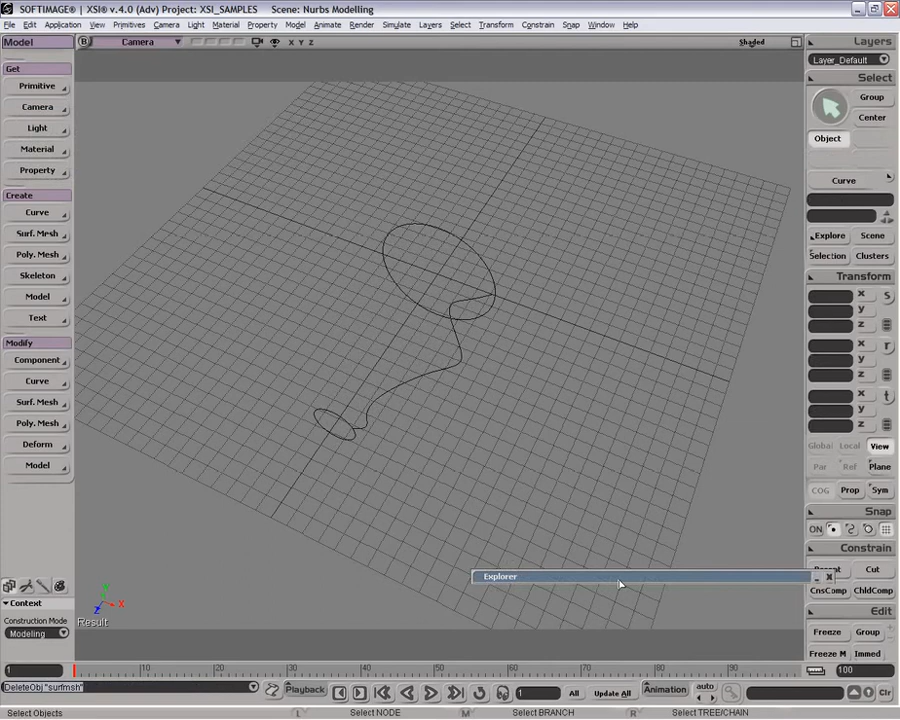 SOFTIMAGE® | XSI® v.4.0 (Adv) Project: XSI_SAMPLES Scene: Nurbs Modelling
File Edit Application View Primitives Camera Light Material Property Model Animate Render Simulate Layers Select Transform Constrain Snap Window Help
Model
B Camera X Y Z Shaded
Layers
Layer_Default
Select
Group
Center
Object
Curve
Explore Scene
Selection Clusters
Transform
x S
y
z
x r
y
z
x t
y
z
Global Local View
Par Ref Plane
COG Prop Sym
Snap
ON
Constrain
Cut
CnsComp ChldComp
Edit
Freeze Group
Freeze M Immed
Get
Primitive
Camera
Light
Material
Property
Create
Curve
Surf. Mesh
Poly. Mesh
Skeleton
Model
Text
Modify
Component
Curve
Surf. Mesh
Poly. Mesh
Deform
Model
Context
Construction Mode
Modeling
Explorer
y
x
z
Result
1 10 20 30 40 50 60 70 80 90 100
DeleteObj "surfmsh"
Playback 1 All Update All Animation auto Clr
Select Objects L Select NODE M Select BRANCH R Select TREE/CHAIN